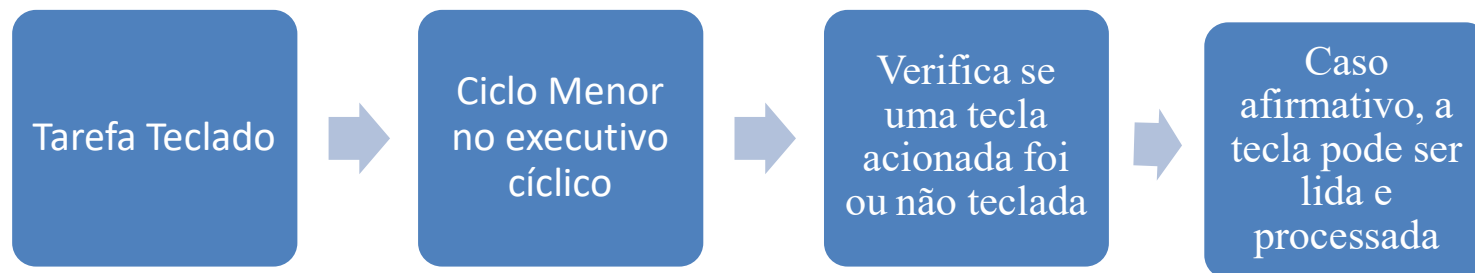 Tarefa Teclado
Ciclo Menor
no executivo
cíclico
Verifica se
uma tecla
acionada foi
ou não teclada
Caso
afirmativo, a
tecla pode ser
lida e
processada